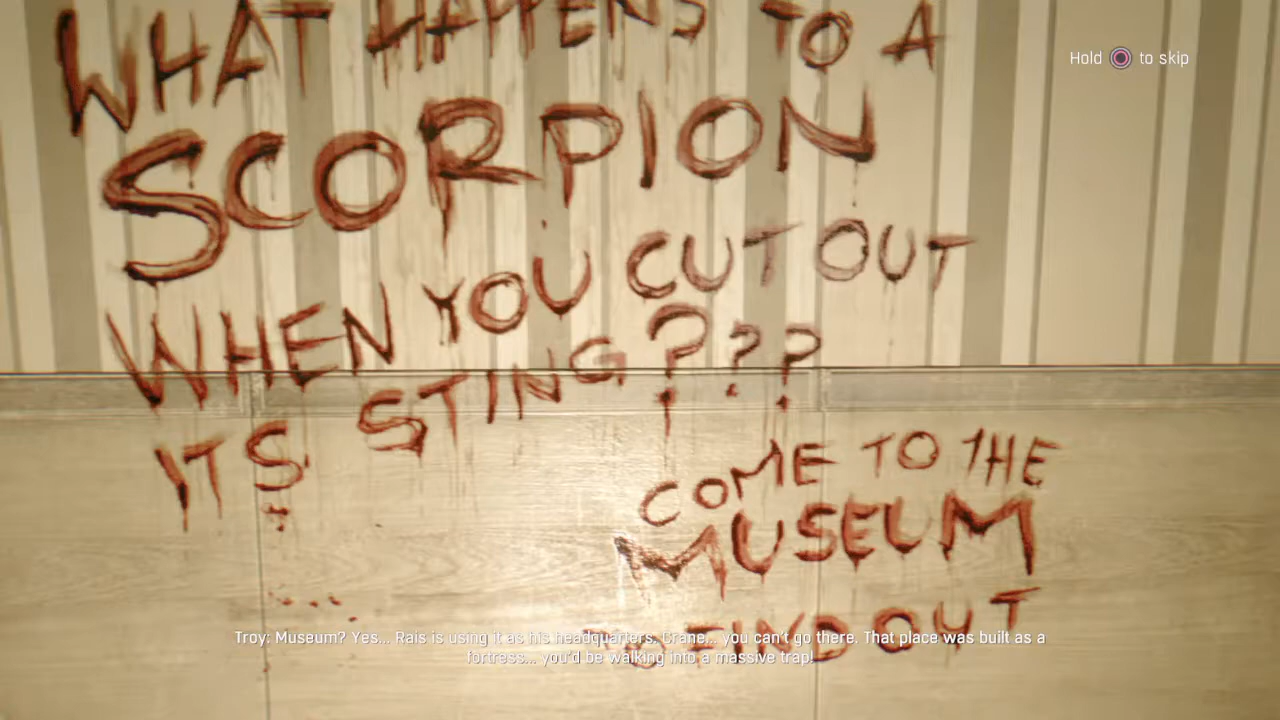 WHAT HAPPENS TO A
Hold to skip
SCORPION
WHEN YOU CUT OUT
ITS STING???
COME TO THE
MUSEUM
TO FIND OUT
Troy: Museum? Yes... Rais is using it as his headquarters. Crane... you can't go there. That place was built as a
fortress... you'd be walking into a massive trap!